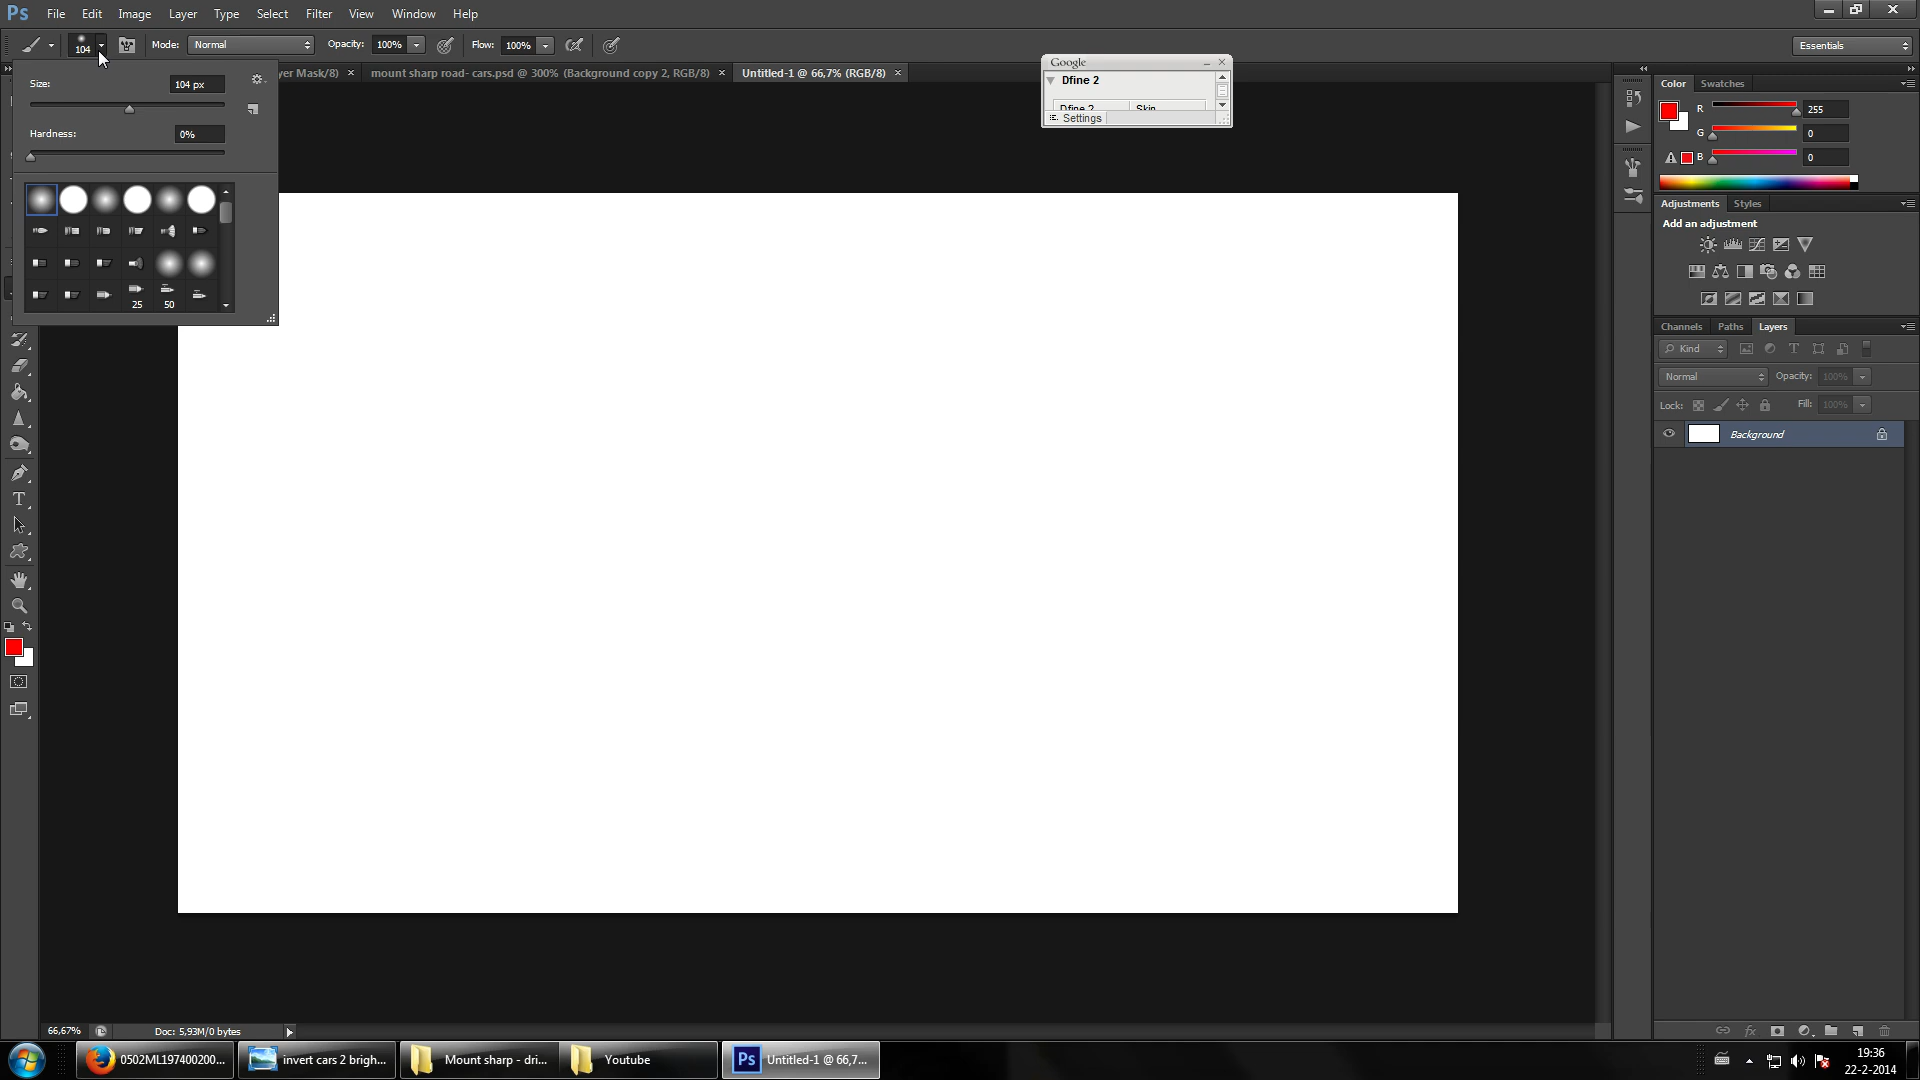 Ps File Edit Image Layer Type Select Filter View Window Help
104 Mode: Normal Opacity: 100% Flow: 100% Essentials
yer Mask/8) × mount sharp road- cars.psd @ 300% (Background copy 2, RGB/8) × Untitled-1 @ 66,7% (RGB/8) ×
Google
Dfine 2
Dfine 2 Skin
Settings
Size: 104 px
Hardness: 0%
25 50
Color Swatches
R 255
G 0
B 0
Adjustments Styles
Add an adjustment
Channels Paths Layers
Kind
Normal Opacity: 100%
Lock: Fill: 100%
Background
66,67% Doc: 5,93M/0 bytes
0502ML197400200... invert cars 2 brigh... Mount sharp - dri... Youtube Ps Untitled-1 @ 66,7...
19:36
22-2-2014